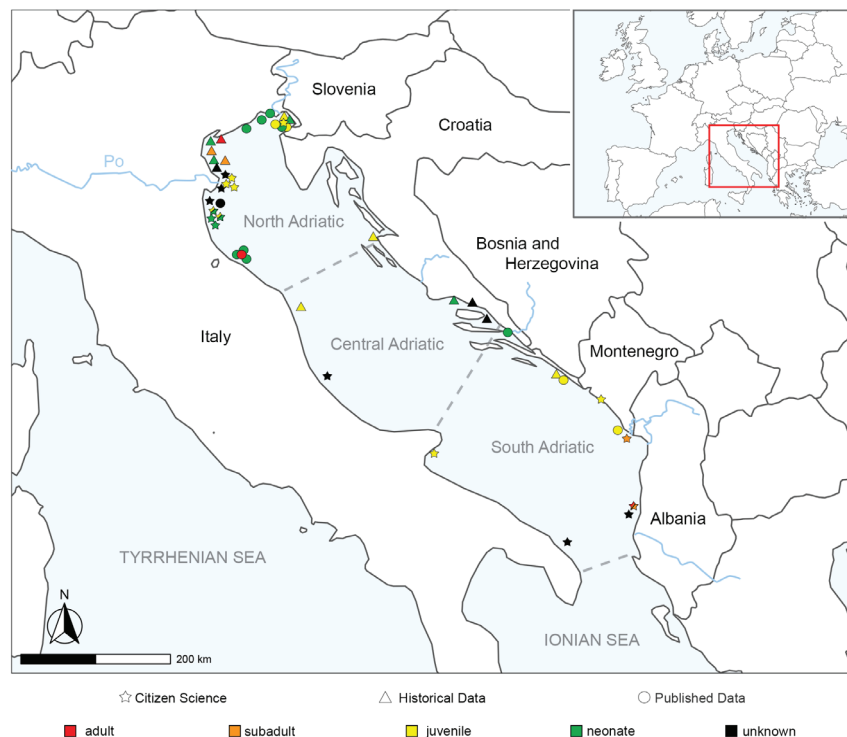 Slovenia
Croatia
Po
North Adriatic
Bosnia and
Herzegovina
Italy
Central Adriatic
Montenegro
South Adriatic
Albania
TYRRHENIAN SEA
N
IONIAN SEA
200 km
Citizen Science
Historical Data
Published Data
adult
subadult
juvenile
neonate
unknown